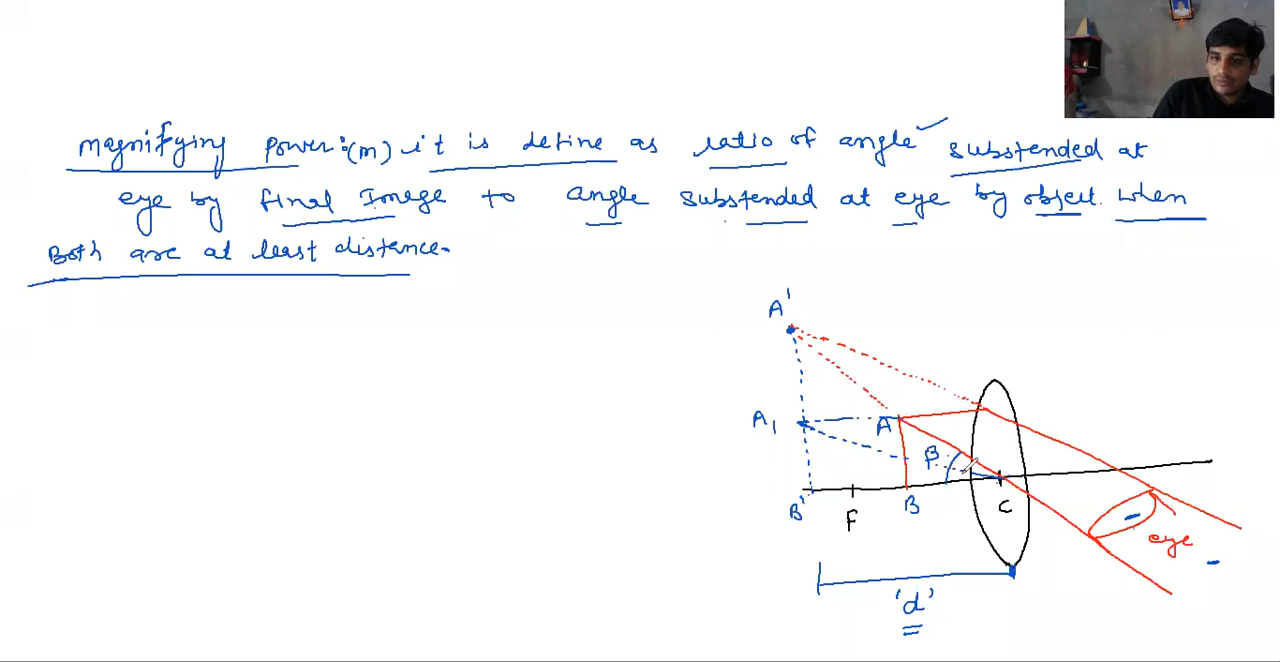 magnifying power:(m) it is define as ratio of angle substended at
eye by final Image to angle substended at eye by object. when
Both are at least distance.
A'
A1
A
β
B'
F
B
C
eye
'd'